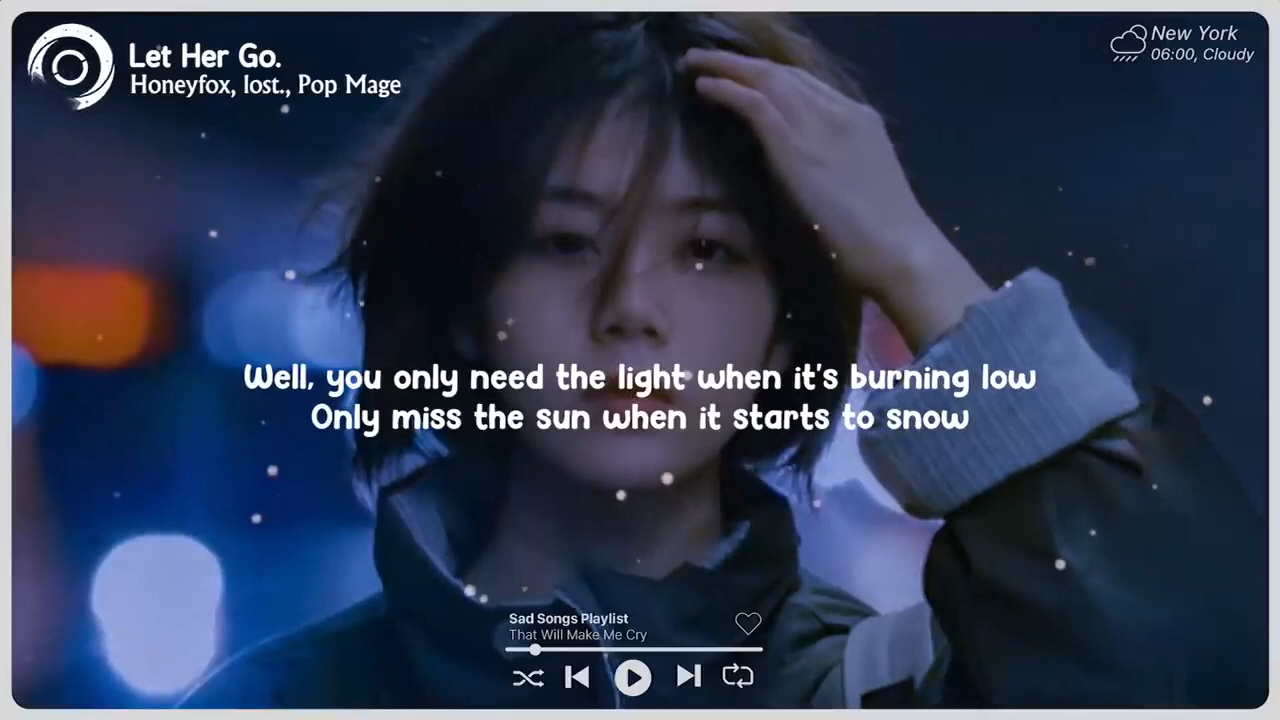 Let Her Go.
Honeyfox, lost., Pop Mage
New York
06:00, Cloudy
Well, you only need the light when it's burning low
Only miss the sun when it starts to snow
Sad Songs Playlist
That Will Make Me Cry